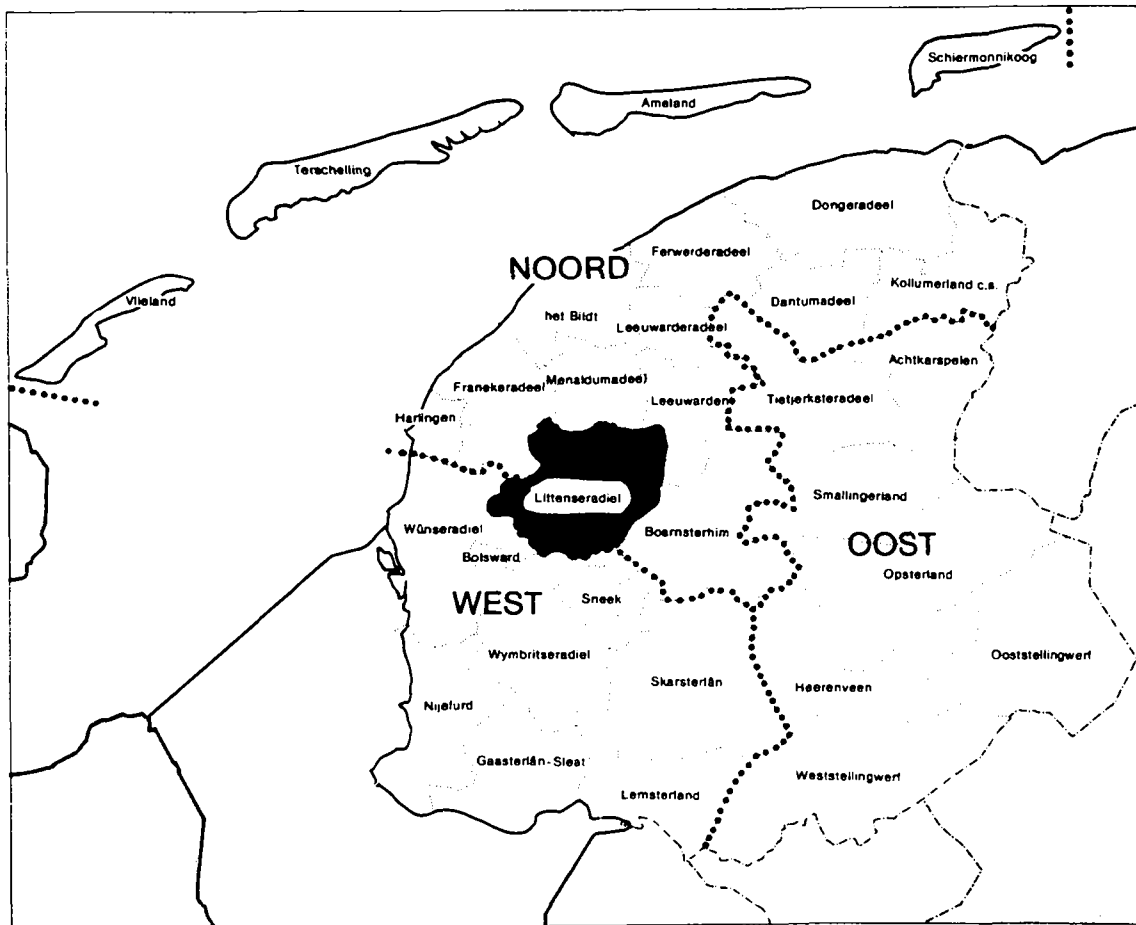 Schiermonnikoog
Ameland
Terschelling
Dongeradeel
Ferwerderadeel
NOORD
Kollumerland c.a.
Vlieland
Dantumadeel
het Bildt
Leeuwarderadeel
Achtkarspelen
Menaldumadeel
Franekeradeel
Leeuwarden
Tietjerksteradeel
Harlingen
Littenseradiel
Smallingerland
Wûnseradiel
Boarnsterhim
OOST
Bolsward
Opsterland
WEST
Sneek
Wymbritseradiel
Ooststellingwerf
Skarsterlân
Heerenveen
Nijefurd
Gaasterlân-Sleat
Weststellingwerf
Lemsterland